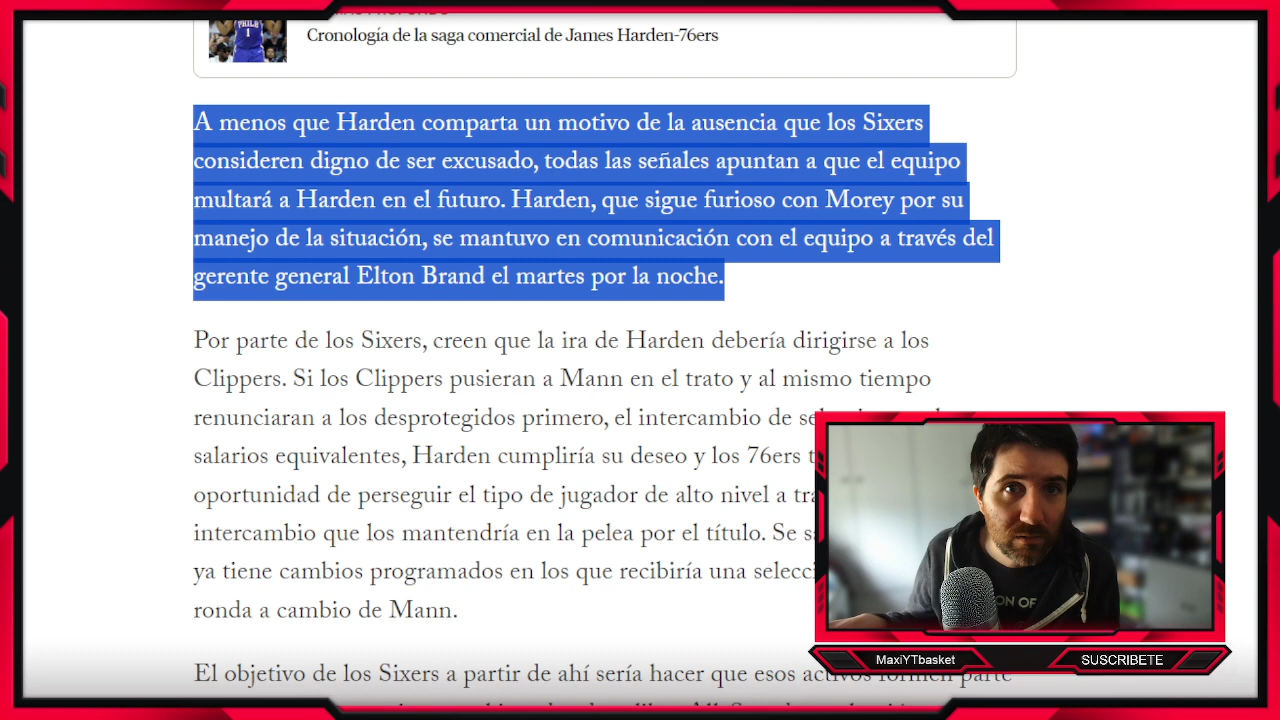 PHILA
1
Cronología de la saga comercial de James Harden-76ers
A menos que Harden comparta un motivo de la ausencia que los Sixers
consideren digno de ser excusado, todas las señales apuntan a que el equipo
multará a Harden en el futuro. Harden, que sigue furioso con Morey por su
manejo de la situación, se mantuvo en comunicación con el equipo a través del
gerente general Elton Brand el martes por la noche.
Por parte de los Sixers, creen que la ira de Harden debería dirigirse a los
Clippers. Si los Clippers pusieran a Mann en el trato y al mismo tiempo
renunciaran a los desprotegidos primero, el intercambio de
salarios equivalentes, Harden cumpliría su deseo y los 76ers
oportunidad de perseguir el tipo de jugador de alto nivel a
intercambio que los mantendría en la pelea por el título. Se
ya tiene cambios programados en los que recibiría una
ronda a cambio de Mann.
El objetivo de los Sixers a partir de ahí sería hacer que esos activos formen parte
ON OF
MaxiYTbasket
SUSCRIBETE